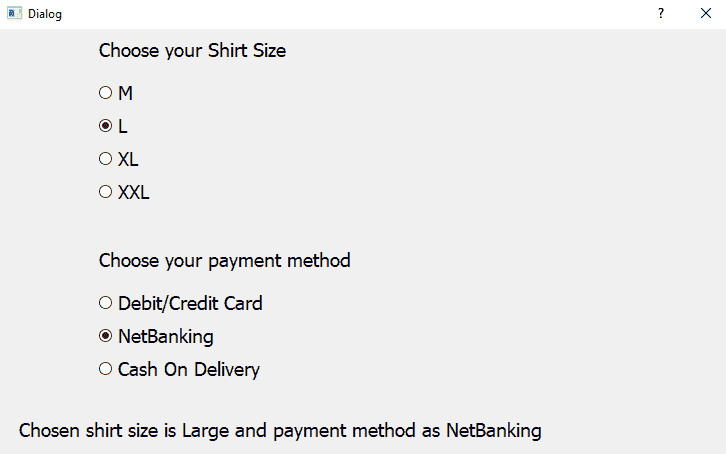 Dialog
Choose your Shirt Size
M
L
XL
XXL
Choose your payment method
Debit/Credit Card
NetBanking
Cash On Delivery
Chosen shirt size is Large and payment method as NetBanking